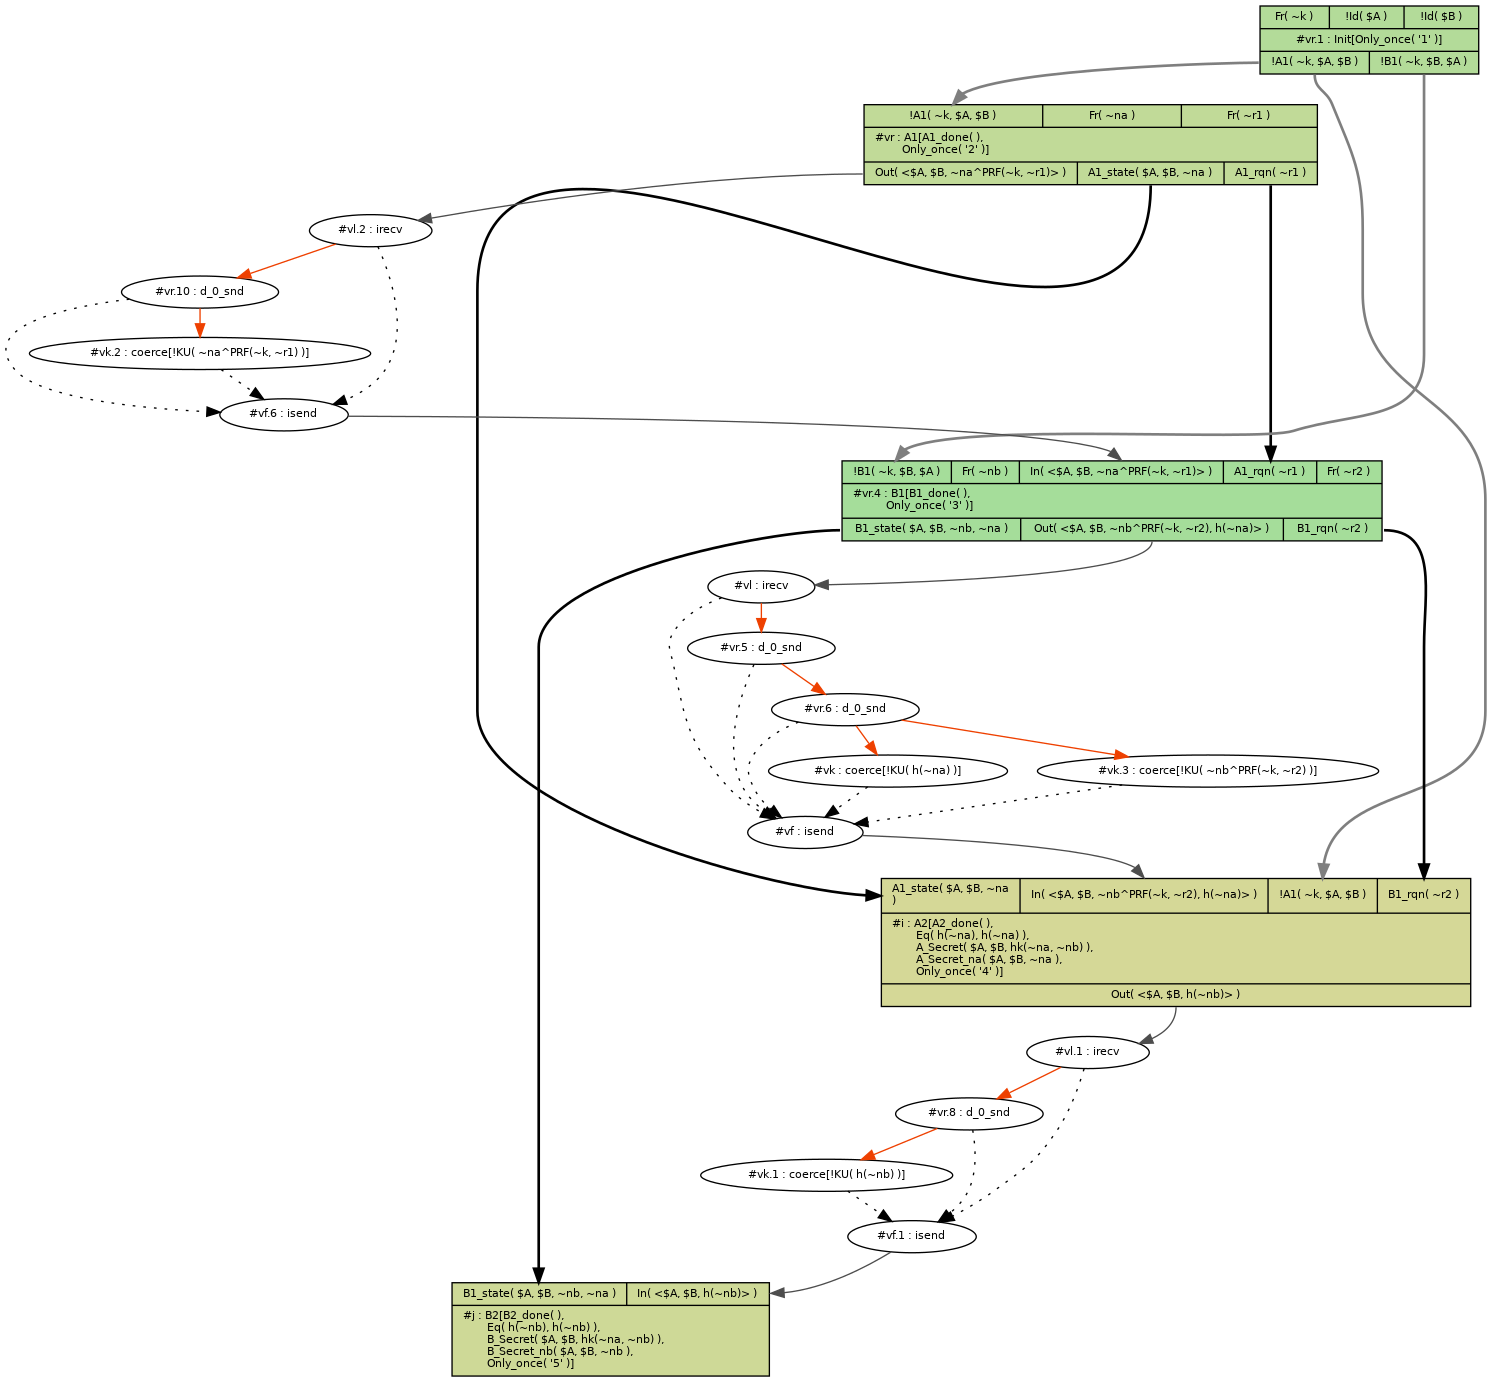 Fr( ~k ) !Id( $A ) !Id( $B )
#vr.1 : Init[Only_once( '1' )]
!A1( ~k, $A, $B ) !B1( ~k, $B, $A )
!A1( ~k, $A, $B ) Fr( ~na ) Fr( ~r1 )
#vr : A1[A1_done( ),
Only_once( '2' )]
Out( <$A, $B, ~na^PRF(~k, ~r1)> ) A1_state( $A, $B, ~na ) A1_rqn( ~r1 )
#vl.2 : irecv
#vr.10 : d_0_snd
#vk.2 : coerce[!KU( ~na^PRF(~k, ~r1) )]
#vf.6 : isend
!B1( ~k, $B, $A ) Fr( ~nb ) In( <$A, $B, ~na^PRF(~k, ~r1)> ) A1_rqn( ~r1 ) Fr( ~r2 )
#vr.4 : B1[B1_done( ),
Only_once( '3' )]
B1_state( $A, $B, ~nb, ~na ) Out( <$A, $B, ~nb^PRF(~k, ~r2), h(~na)> ) B1_rqn( ~r2 )
#vl : irecv
#vr.5 : d_0_snd
#vr.6 : d_0_snd
#vk : coerce[!KU( h(~na) )] #vk.3 : coerce[!KU( ~nb^PRF(~k, ~r2) )]
#vf : isend
A1_state( $A, $B, ~na
) In( <$A, $B, ~nb^PRF(~k, ~r2), h(~na)> ) !A1( ~k, $A, $B ) B1_rqn( ~r2 )
#i : A2[A2_done( ),
Eq( h(~na), h(~na) ),
A_Secret( $A, $B, hk(~na, ~nb) ),
A_Secret_na( $A, $B, ~na ),
Only_once( '4' )]
Out( <$A, $B, h(~nb)> )
#vl.1 : irecv
#vr.8 : d_0_snd
#vk.1 : coerce[!KU( h(~nb) )]
#vf.1 : isend
B1_state( $A, $B, ~nb, ~na ) In( <$A, $B, h(~nb)> )
#j : B2[B2_done( ),
Eq( h(~nb), h(~nb) ),
B_Secret( $A, $B, hk(~na, ~nb) ),
B_Secret_nb( $A, $B, ~nb ),
Only_once( '5' )]